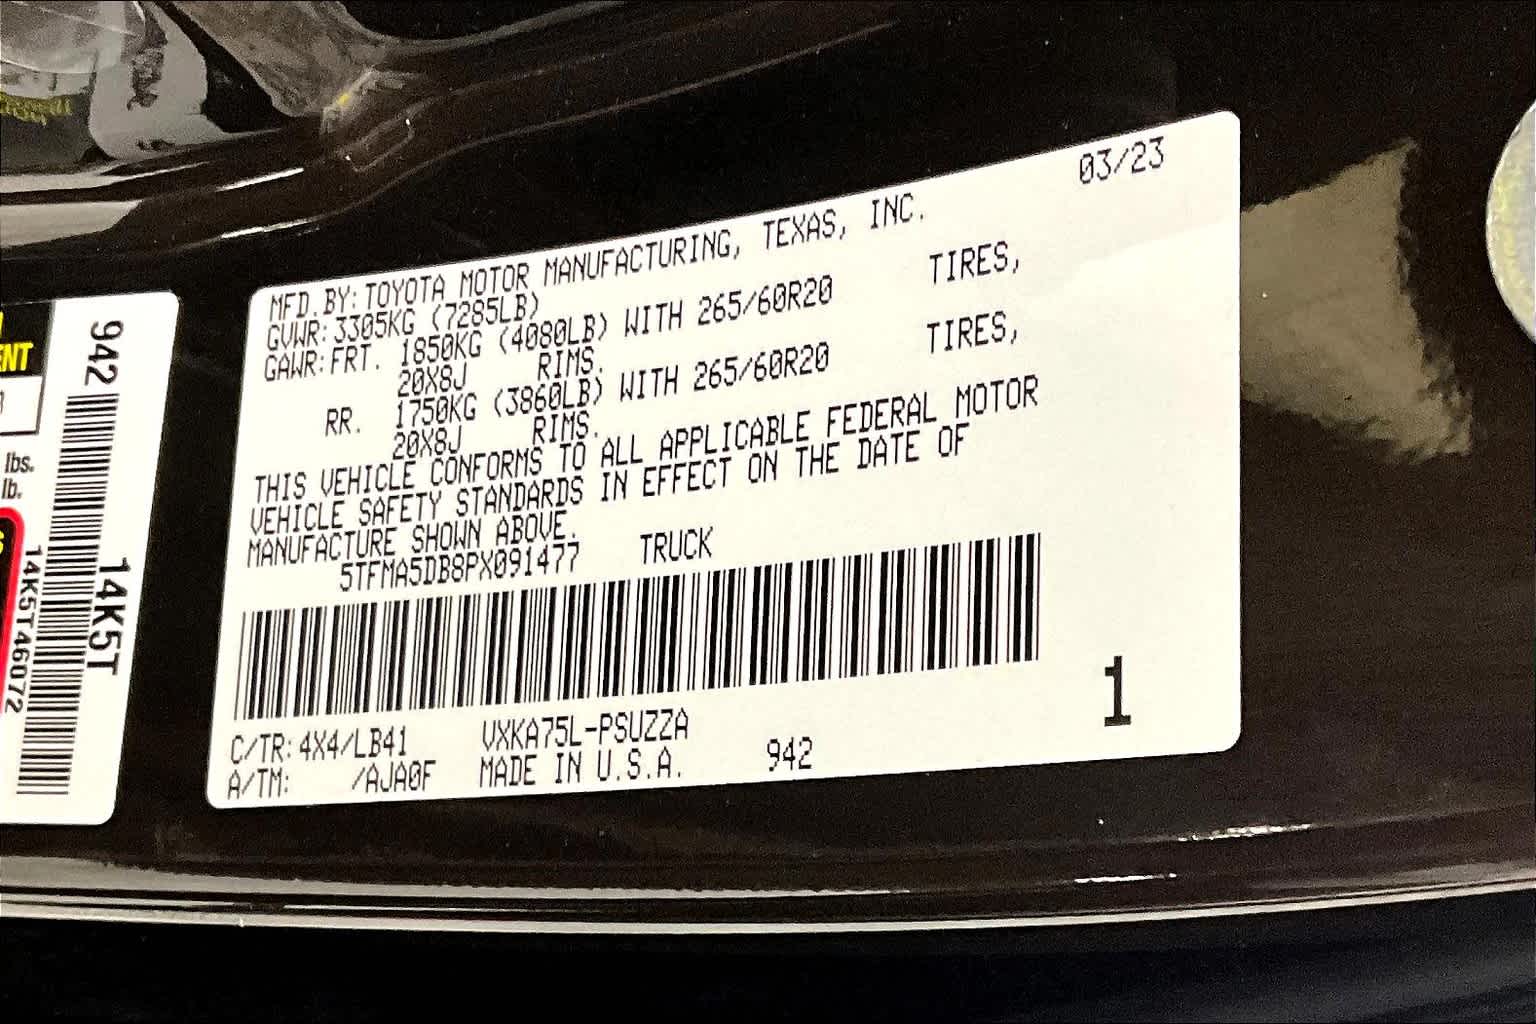 03/23
MFD.BY: TOYOTA MOTOR MANUFACTURING, TEXAS, INC.
GVWR: 3305KG (7285LB)
GAWR: FRT. 1850KG (4080LB) WITH 265/60R20 TIRES,
20X8J RIMS.
RR. 1750KG (3860LB) WITH 265/60R20 TIRES,
20X8J RIMS.
THIS VEHICLE CONFORMS TO ALL APPLICABLE FEDERAL MOTOR
VEHICLE SAFETY STANDARDS IN EFFECT ON THE DATE OF
MANUFACTURE SHOWN ABOVE.
5TFMA5DB8PX091477 TRUCK
1
C/TR: 4X4/LB41 VXKA75L-PSUZZA
A/TM: /AJA0F MADE IN U.S.A. 942
942
14K5T
14K5T46072
ENT
lbs.
lb.